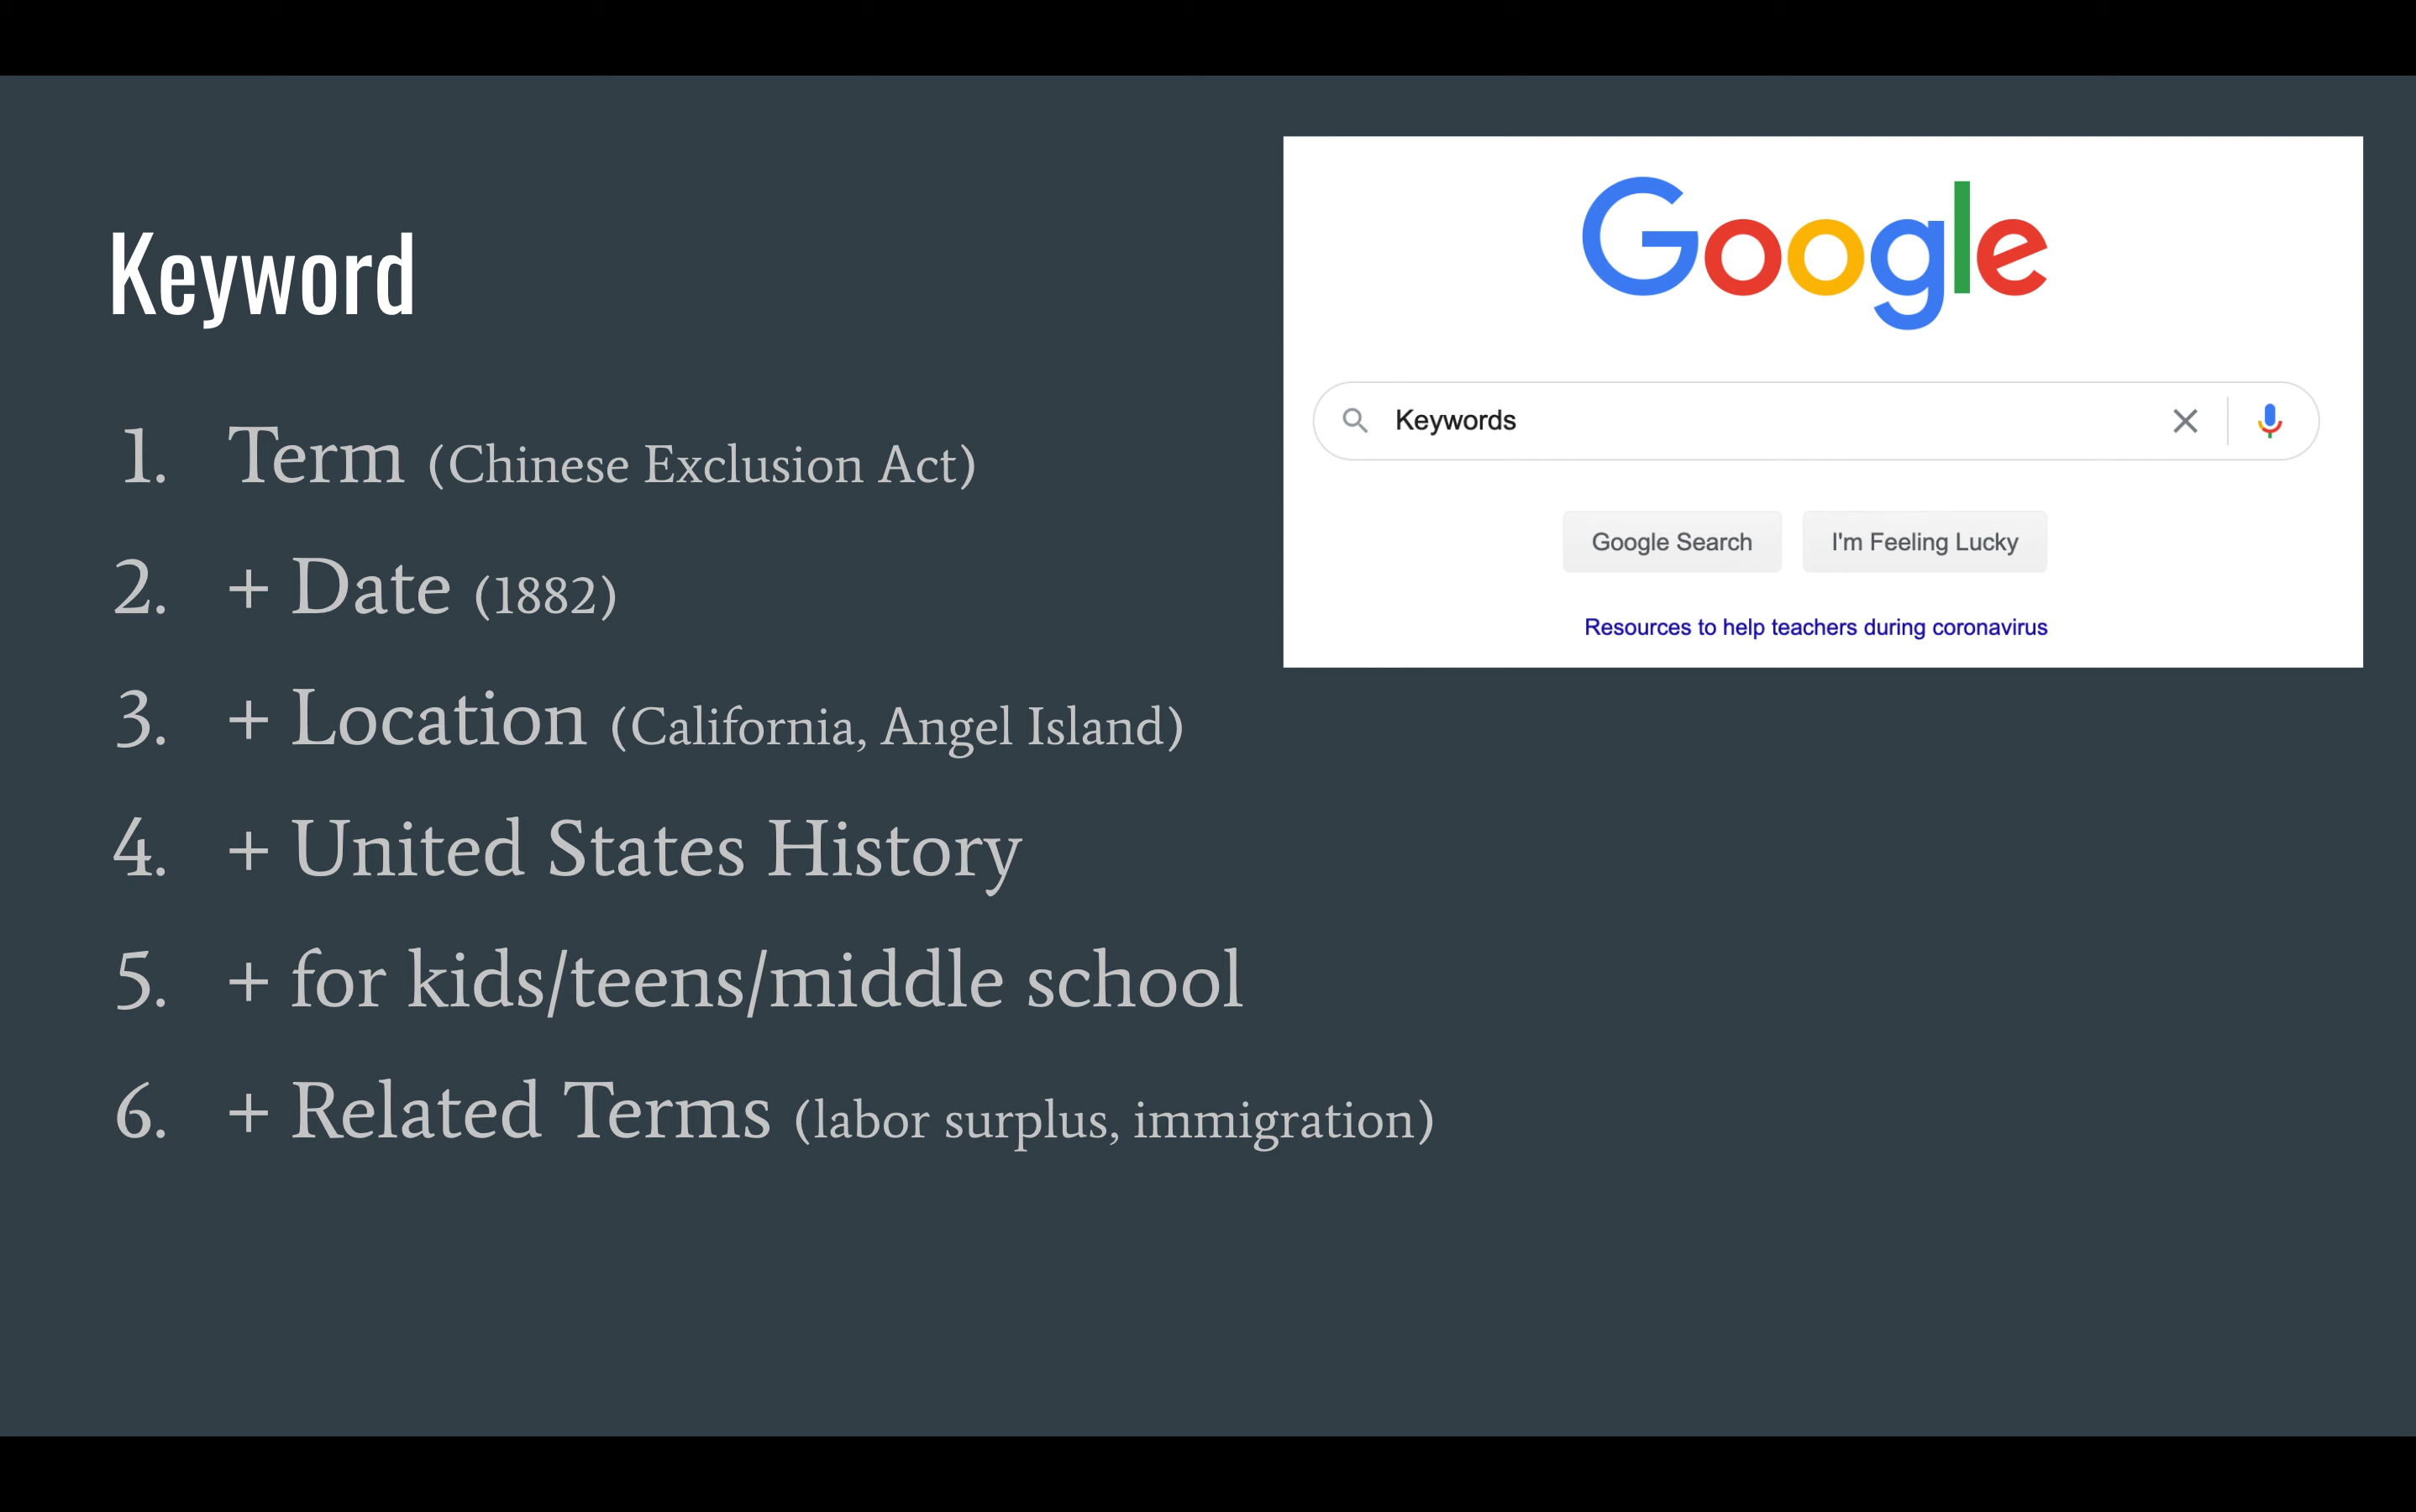 Keyword
1. Term (Chinese Exclusion Act)
2. + Date (1882)
3. + Location (California, Angel Island)
4. + United States History
5. + for kids/teens/middle school
6. + Related Terms (labor surplus, immigration)
Google
Keywords
Google Search I'm Feeling Lucky
Resources to help teachers during coronavirus